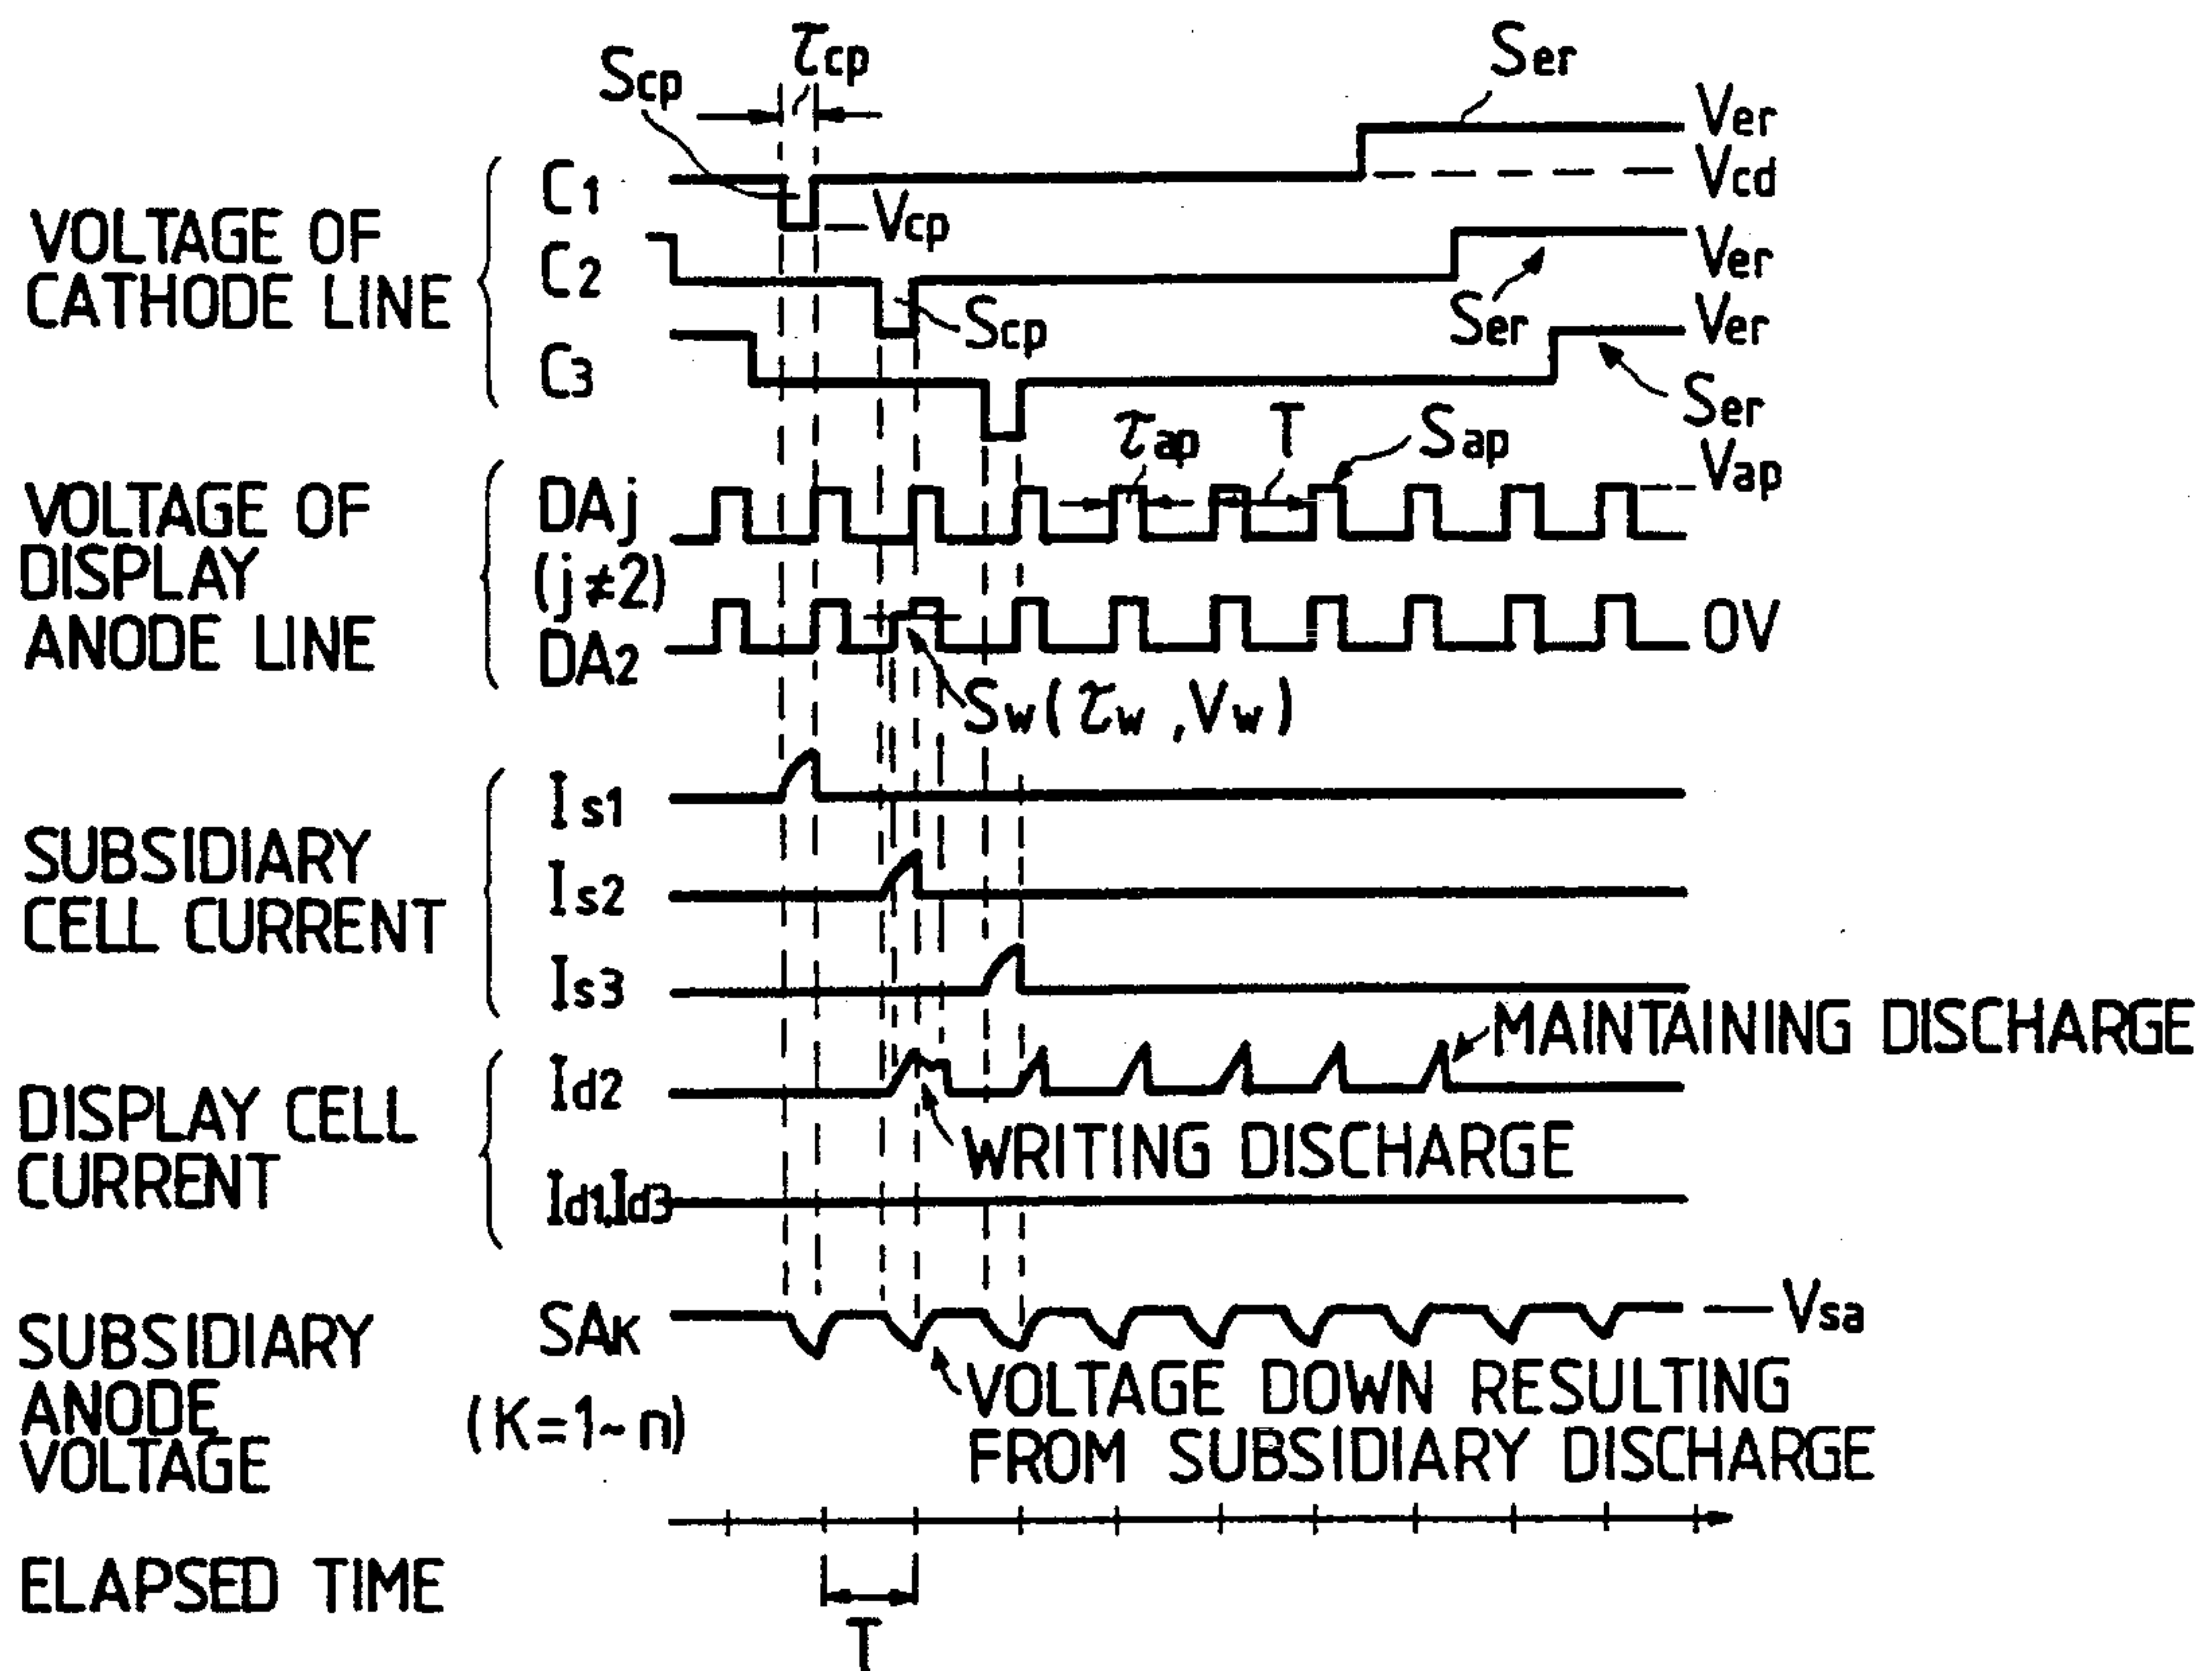 τcp
Scp
Ser
Ver
Vcd
C1
Vcp
VOLTAGE OF
CATHODE LINE
C2
Ver
Scp
Ser
Ver
C3
Ser
τap
T
Sap
Vap
VOLTAGE OF
DISPLAY
ANODE LINE
DAj
(j≠2)
DA2
0V
Sw(τw ,Vw)
SUBSIDIARY
CELL CURRENT
Is1
Is2
Is3
MAINTAINING DISCHARGE
DISPLAY CELL
CURRENT
Id2
WRITING DISCHARGE
Id1,Id3
SUBSIDIARY
ANODE
VOLTAGE
SAK
(K=1~n)
Vsa
VOLTAGE DOWN RESULTING
FROM SUBSIDIARY DISCHARGE
ELAPSED TIME
T